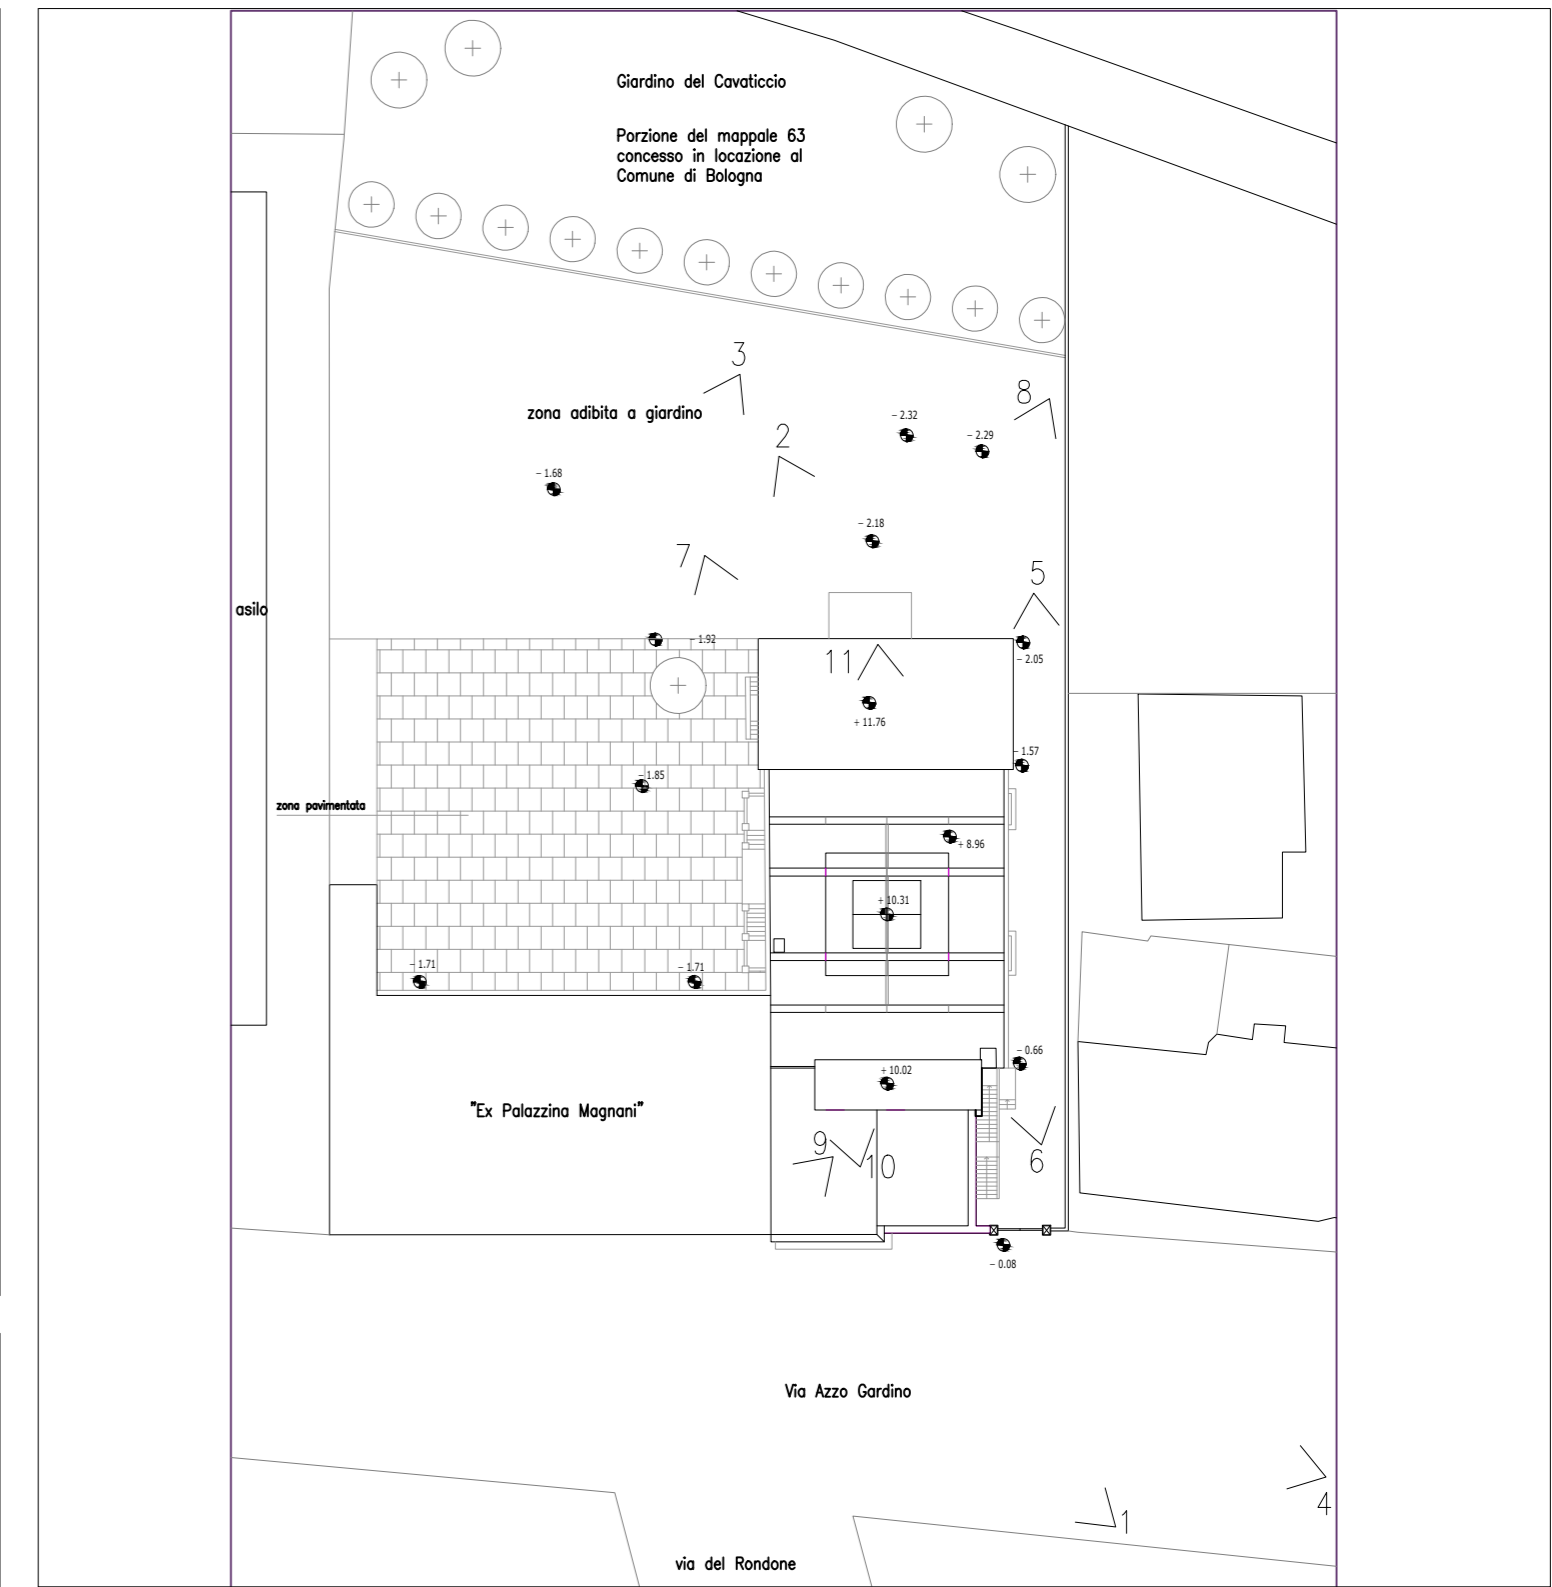 Giardino del Cavaticcio
Porzione del mappale 63
concesso in locazione al
Comune di Bologna
3
8
zona adibita a giardino
- 2.32
2
- 2.29
- 1.68
- 2.18
7
5
asilo
- 1.92
11
- 2.05
+ 11.76
- 1.57
- 1.85
zona pavimentata
+ 8.96
+ 10.31
- 1.71
- 1.71
- 0.66
+ 10.02
"Ex Palazzina Magnani"
9
10
6
- 0.08
Via Azzo Gardino
4
1
via del Rondone